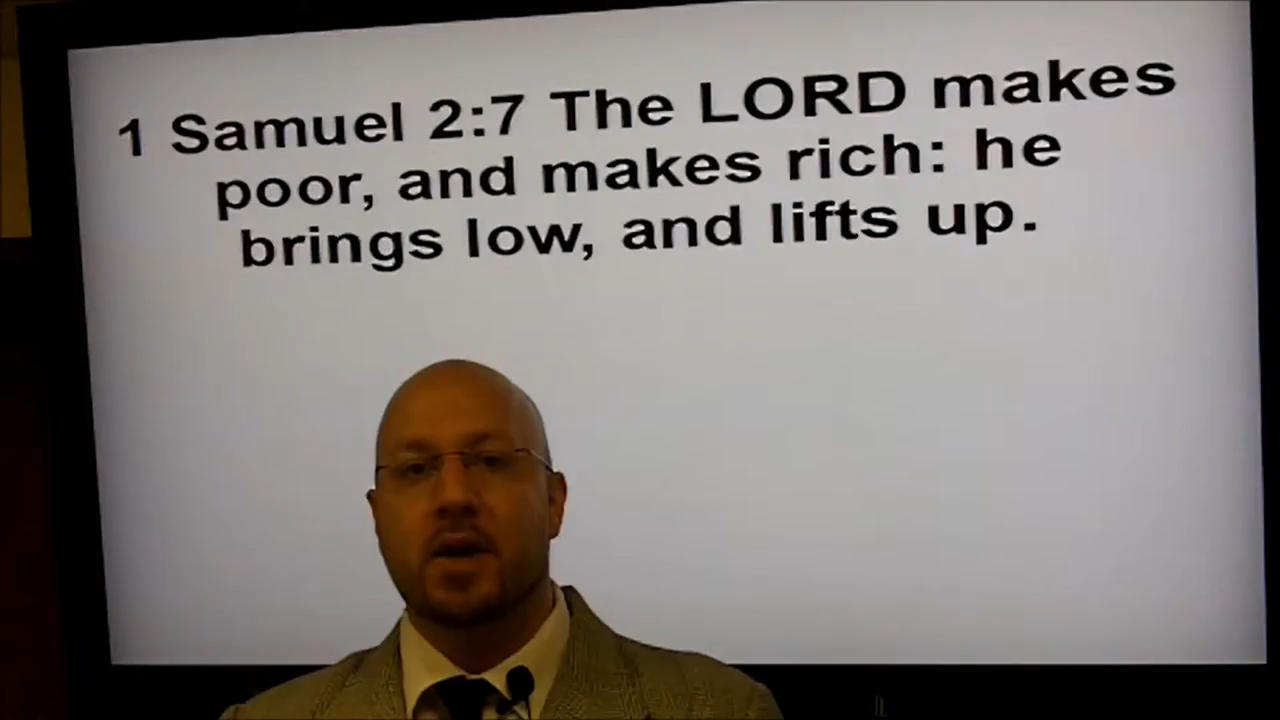 1 Samuel 2:7 The LORD makes
poor, and makes rich: he
brings low, and lifts up.